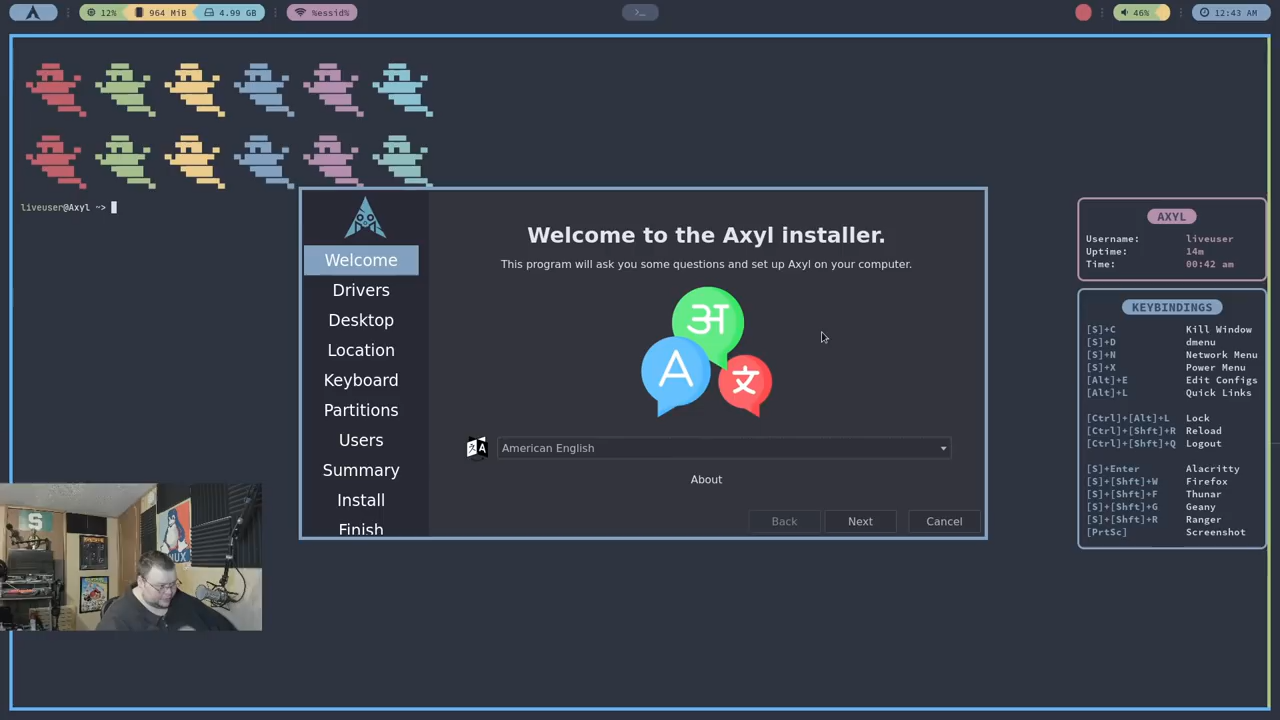 12% 964 MiB 4.99 GB %essid% >_ 46% 12:43 AM
liveuser@Axyl ~>
Welcome
Drivers
Desktop
Location
Keyboard
Partitions
Users
Summary
Install
Finish
Welcome to the Axyl installer.
This program will ask you some questions and set up Axyl on your computer.
अ
A
文
文A
American English
About
Back Next Cancel
AXYL
Username: liveuser
Uptime: 14m
Time: 00:42 am
KEYBINDINGS
[S]+C Kill Window
[S]+D dmenu
[S]+N Network Menu
[S]+X Power Menu
[Alt]+E Edit Configs
[Alt]+L Quick Links
[Ctrl]+[Alt]+L Lock
[Ctrl]+[Shft]+R Reload
[Ctrl]+[Shft]+Q Logout
[S]+Enter Alacritty
[S]+[Shft]+W Firefox
[S]+[Shft]+F Thunar
[S]+[Shft]+G Geany
[S]+[Shft]+R Ranger
[PrtSc] Screenshot
S